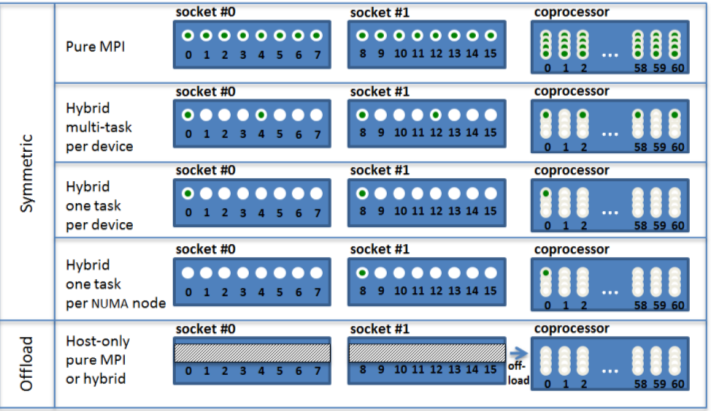 Symmetric
Pure MPI
socket #0
0 1 2 3 4 5 6 7
socket #1
8 9 10 11 12 13 14 15
coprocessor
0 1 2 ... 58 59 60
Hybrid
multi-task
per device
socket #0
0 1 2 3 4 5 6 7
socket #1
8 9 10 11 12 13 14 15
coprocessor
0 1 2 ... 58 59 60
Hybrid
one task
per device
socket #0
0 1 2 3 4 5 6 7
socket #1
8 9 10 11 12 13 14 15
coprocessor
0 1 2 ... 58 59 60
Hybrid
one task
per NUMA node
socket #0
0 1 2 3 4 5 6 7
socket #1
8 9 10 11 12 13 14 15
coprocessor
0 1 2 ... 58 59 60
Offload
Host-only
pure MPI
or hybrid
socket #0
0 1 2 3 4 5 6 7
socket #1
8 9 10 11 12 13 14 15
off-
load
coprocessor
0 1 2 ... 58 59 60